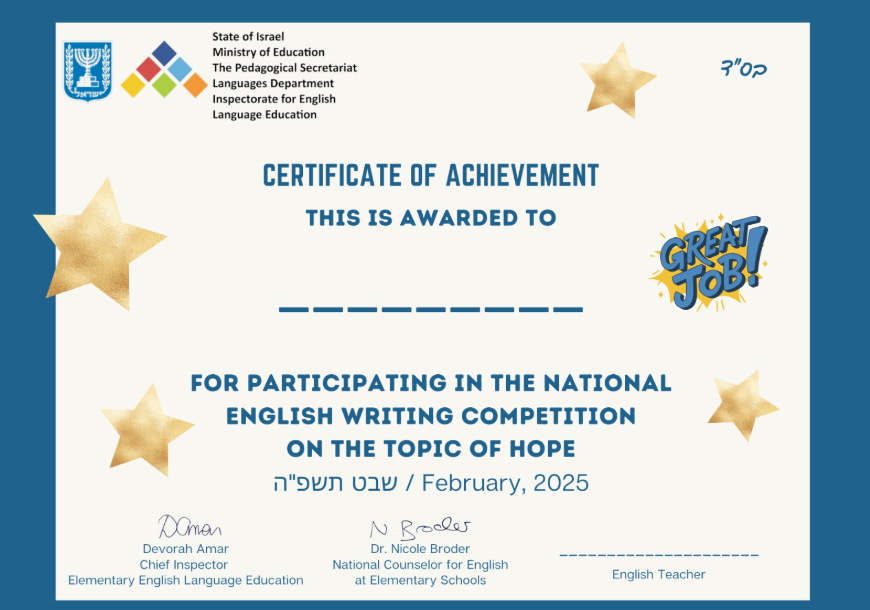 State of Israel
Ministry of Education
The Pedagogical Secretariat
Languages Department
Inspectorate for English
Language Education
ישראל
בס"ד
CERTIFICATE OF ACHIEVEMENT
THIS IS AWARDED TO
GREAT
JOB!
FOR PARTICIPATING IN THE NATIONAL
ENGLISH WRITING COMPETITION
ON THE TOPIC OF HOPE
שבט תשפ"ה / February, 2025
DAmar
Devorah Amar
Chief Inspector
Elementary English Language Education
N Broder
Dr. Nicole Broder
National Counselor for English
at Elementary Schools
English Teacher